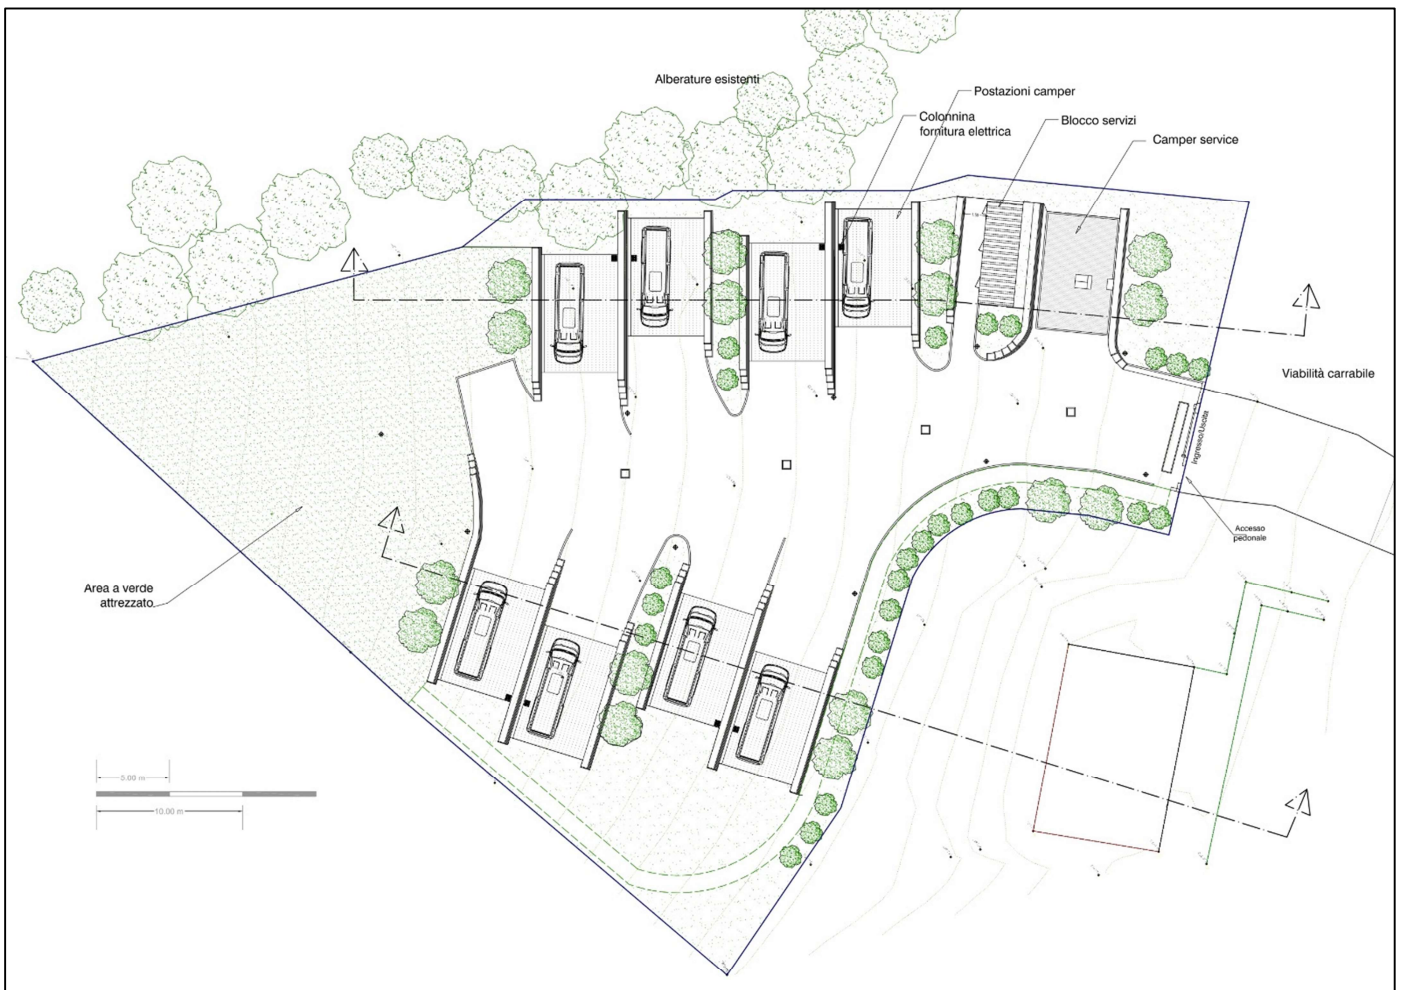 Alberature esistenti
Postazioni camper
Colonnina
fornitura elettrica
Blocco servizi
Camper service
Viabilità carrabile
Ingresso/Uscita
Accesso
pedonale
Area a verde
attrezzato
5.00 m
10.00 m